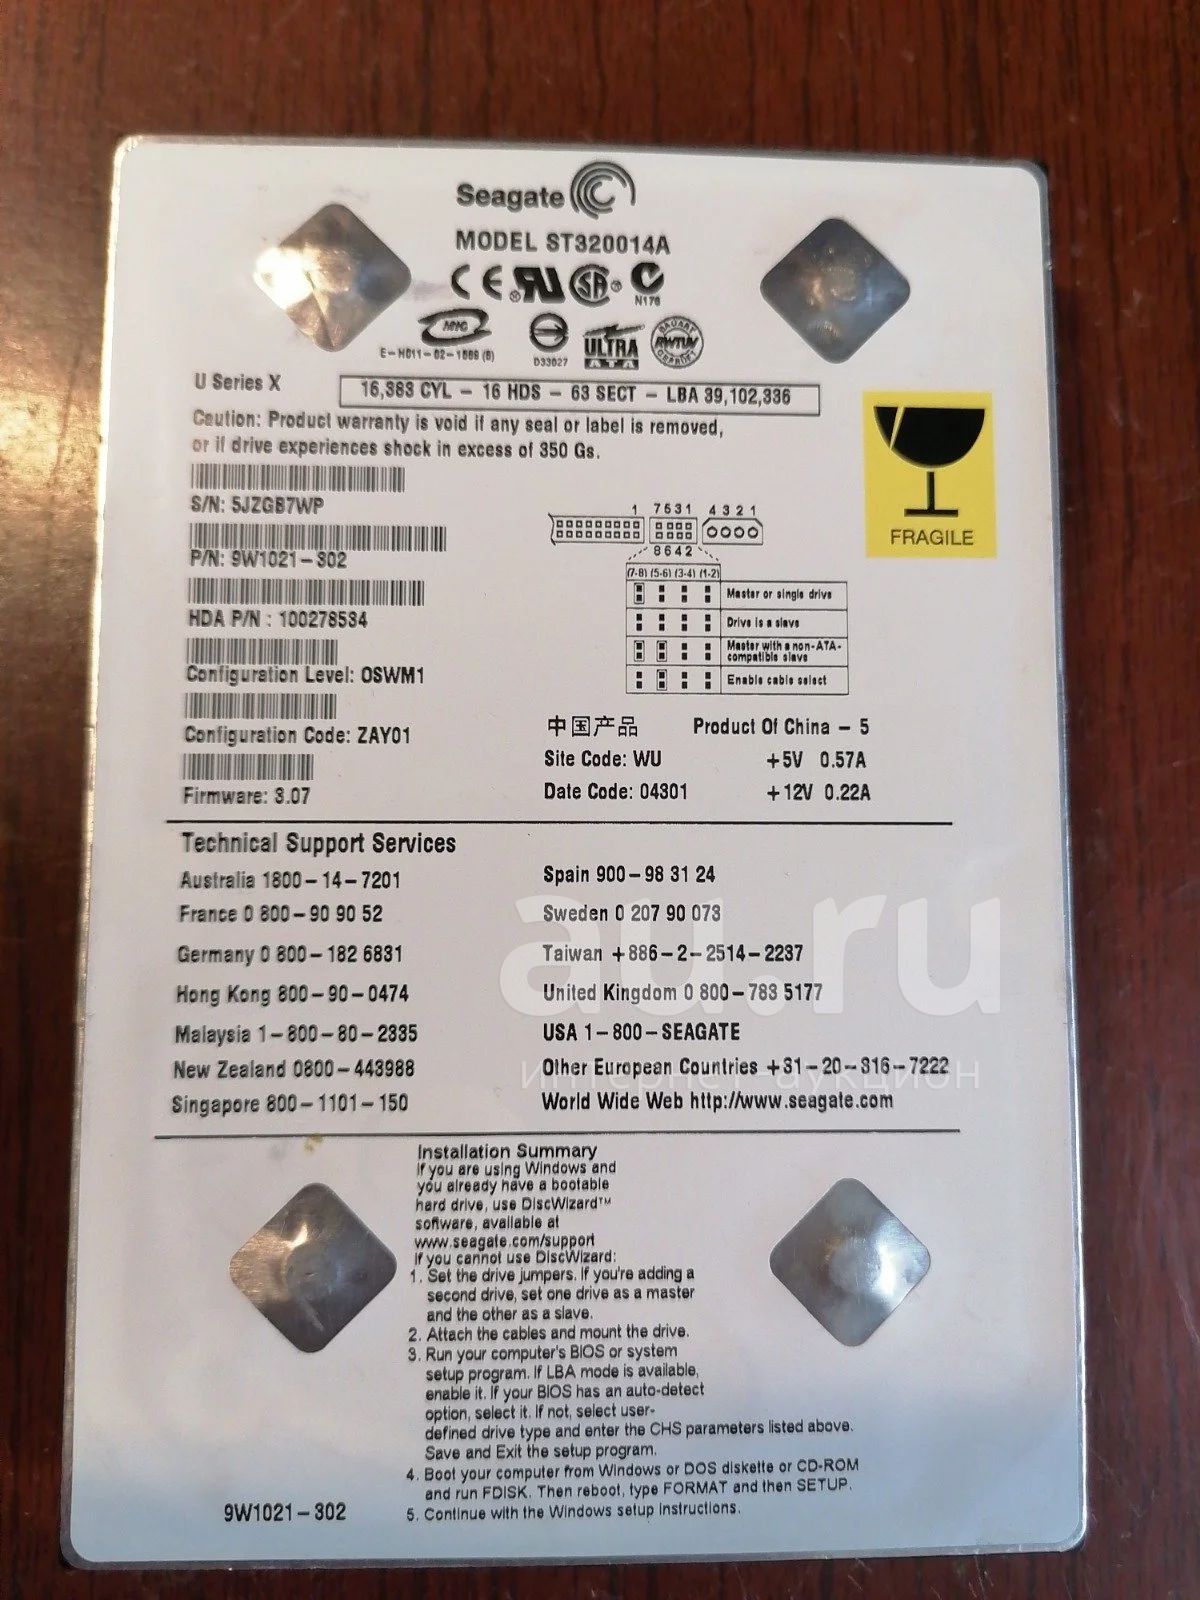 Seagate
MODEL ST320014A
N176
MIC
E-H011-02-1869 (B)
D33027
ULTRA
ATA
U Series X
16,383 CYL - 16 HDS - 63 SECT - LBA 39,102,336
Caution: Product warranty is void if any seal or label is removed,
or if drive experiences shock in excess of 350 Gs.
S/N: 5JZGB7WP
P/N: 9W1021-302
HDA P/N : 100278534
Configuration Level: OSWM1
Configuration Code: ZAY01
Firmware: 3.07
FRAGILE
1 7531 4321
8642
(7-8) (5-6) (3-4) (1-2)
Master or single drive
Drive is a slave
Master with a non-ATA-
compatible slave
Enable cable select
中国产品 Product Of China - 5
Site Code: WU +5V 0.57A
Date Code: 04301 +12V 0.22A
Technical Support Services
Australia 1800-14-7201
France 0 800-90 90 52
Germany 0 800-182 6831
Hong Kong 800-90-0474
Malaysia 1-800-80-2335
New Zealand 0800-443988
Singapore 800-1101-150
Spain 900-98 31 24
Sweden 0 207 90 073
Taiwan +886-2-2514-2237
United Kingdom 0 800-783 5177
USA 1-800-SEAGATE
Other European Countries +31-20-316-7222
World Wide Web http://www.seagate.com
au.ru
интернет-аукцион
Installation Summary
If you are using Windows and
you already have a bootable
hard drive, use DiscWizard™
software, available at
www.seagate.com/support
If you cannot use DiscWizard:
1. Set the drive jumpers. If you're adding a
second drive, set one drive as a master
and the other as a slave.
2. Attach the cables and mount the drive.
3. Run your computer's BIOS or system
setup program. If LBA mode is available,
enable it. If your BIOS has an auto-detect
option, select it. If not, select user-
defined drive type and enter the CHS parameters listed above.
Save and Exit the setup program.
4. Boot your computer from Windows or DOS diskette or CD-ROM
and run FDISK. Then reboot, type FORMAT and then SETUP.
5. Continue with the Windows setup instructions.
9W1021-302